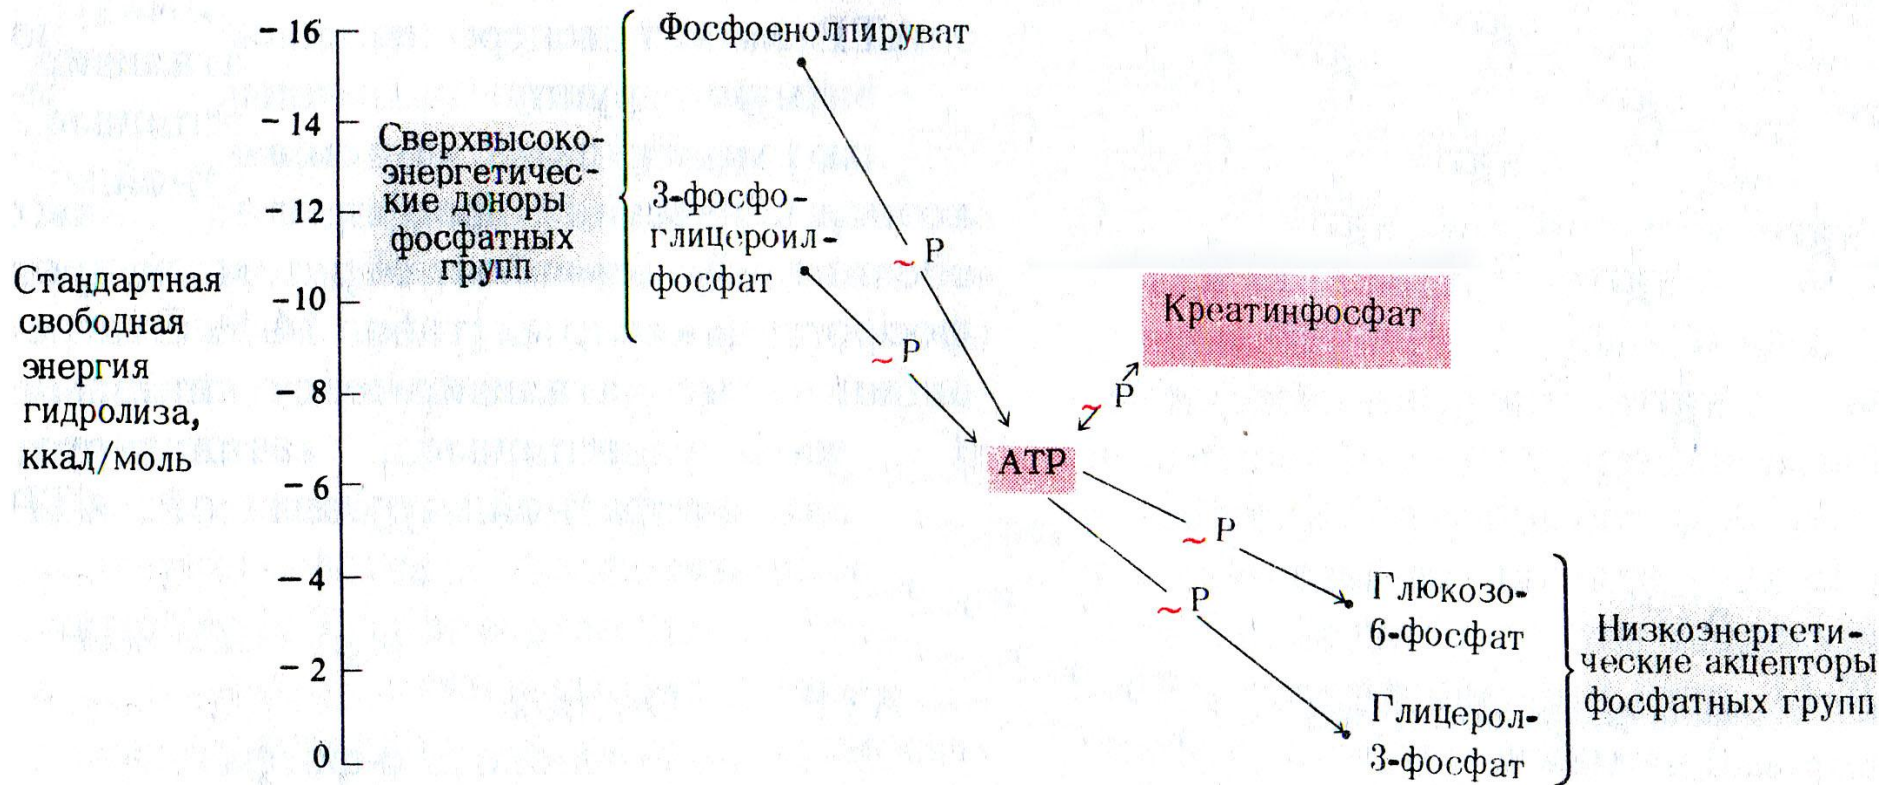 Стандартная
свободная
энергия
гидролиза,
ккал/моль
-16
-14
-12
-10
-8
-6
-4
-2
0
Сверхвысоко-
энергетичес-
кие доноры
фосфатных
групп
Фосфоенолпируват
3-фосфо-
глицероил-
фосфат
~ P
~ P
Креатинфосфат
~ P
ATP
~ P
~ P
Глюкозо-
6-фосфат
Глицерол-
3-фосфат
Низкоэнергети-
ческие акцепторы
фосфатных групп